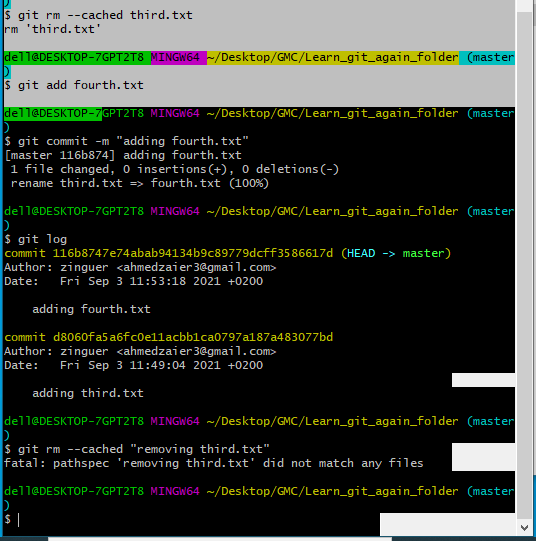 )
$ git rm --cached third.txt
rm 'third.txt'
dell@DESKTOP-7GPT2T8 MINGW64 ~/Desktop/GMC/Learn_git_again_folder (master
)
$ git add fourth.txt
dell@DESKTOP-7GPT2T8 MINGW64 ~/Desktop/GMC/Learn_git_again_folder (master
)
$ git commit -m "adding fourth.txt"
[master 116b874] adding fourth.txt
 1 file changed, 0 insertions(+), 0 deletions(-)
 rename third.txt => fourth.txt (100%)
dell@DESKTOP-7GPT2T8 MINGW64 ~/Desktop/GMC/Learn_git_again_folder (master
)
$ git log
commit 116b8747e74abab94134b9c89779dcff3586617d (HEAD -> master)
Author: zinguer <ahmedzaier3@gmail.com>
Date:   Fri Sep 3 11:53:18 2021 +0200
    adding fourth.txt
commit d8060fa5a6fc0e11acbb1ca0797a187a483077bd
Author: zinguer <ahmedzaier3@gmail.com>
Date:   Fri Sep 3 11:49:04 2021 +0200
    adding third.txt
dell@DESKTOP-7GPT2T8 MINGW64 ~/Desktop/GMC/Learn_git_again_folder (master
)
$ git rm --cached "removing third.txt"
fatal: pathspec 'removing third.txt' did not match any files
dell@DESKTOP-7GPT2T8 MINGW64 ~/Desktop/GMC/Learn_git_again_folder (master
)
$